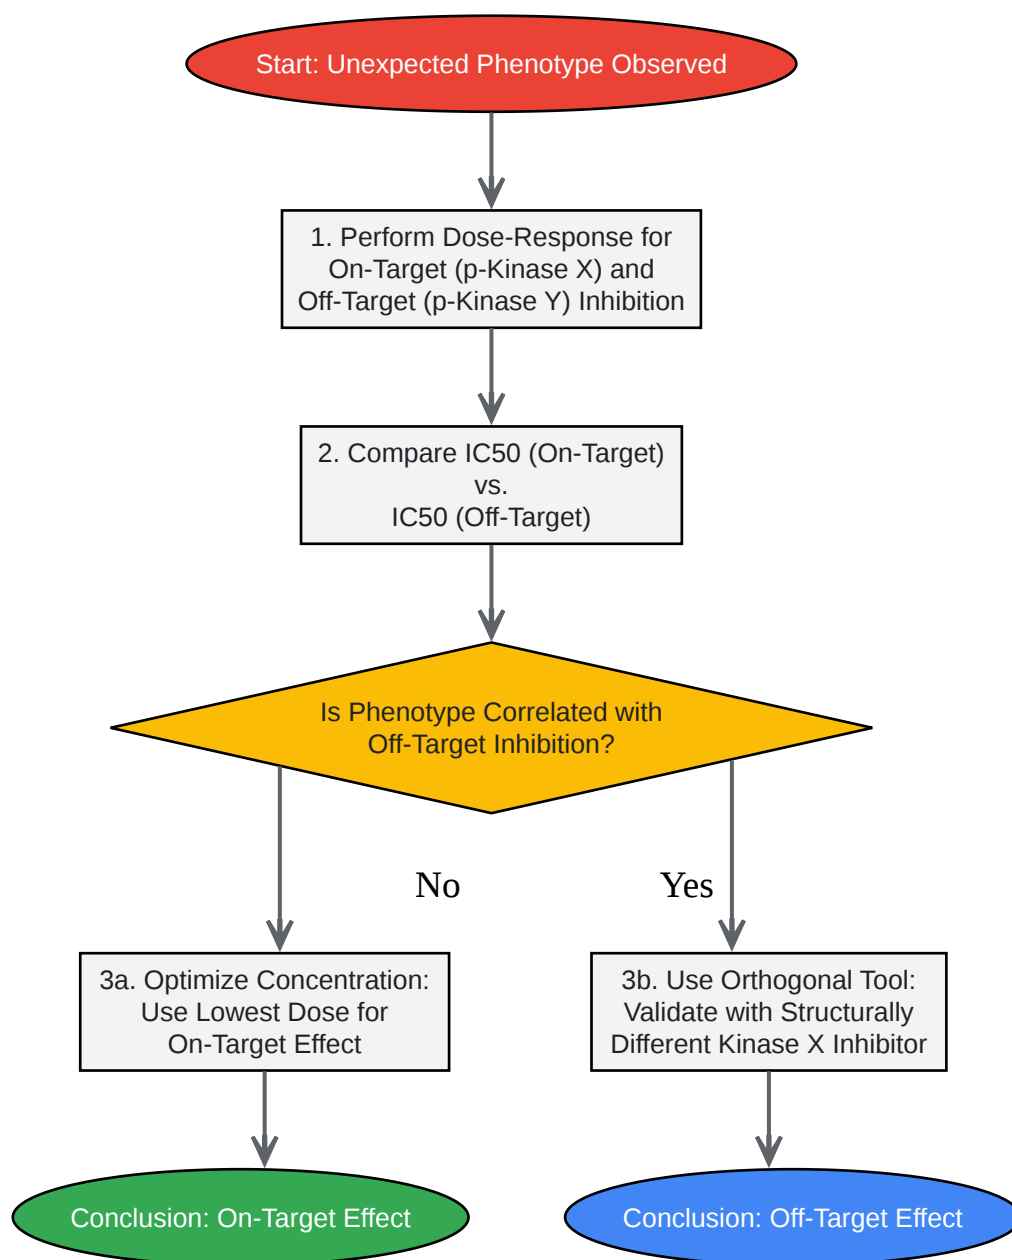 Start: Unexpected Phenotype Observed
1. Perform Dose-Response for
On-Target (p-Kinase X) and
Off-Target (p-Kinase Y) Inhibition
2. Compare IC50 (On-Target)
vs.
IC50 (Off-Target)
Is Phenotype Correlated with
Off-Target Inhibition?
No
Yes
3a. Optimize Concentration:
Use Lowest Dose for
On-Target Effect
3b. Use Orthogonal Tool:
Validate with Structurally
Different Kinase X Inhibitor
Conclusion: On-Target Effect
Conclusion: Off-Target Effect